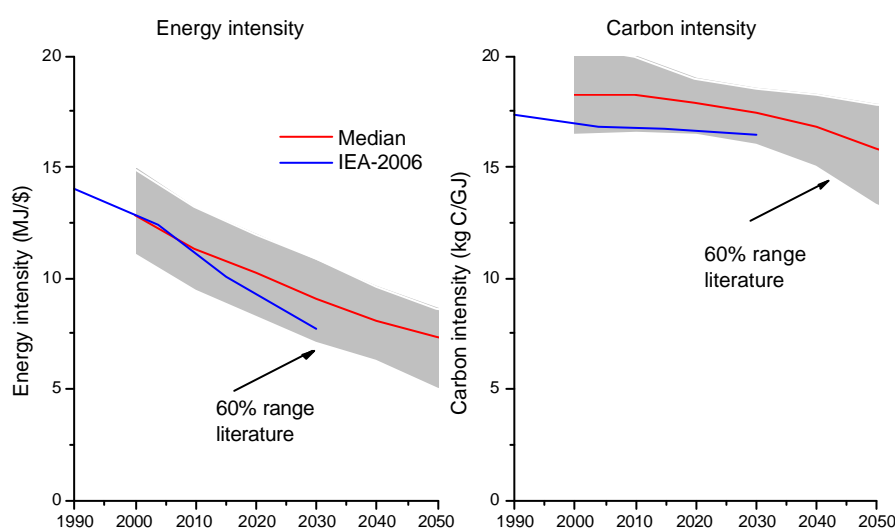 Energy intensity
Energy intensity (MJ/$)
20
15
10
5
0
1990 2000 2010 2020 2030 2040 2050
Median
IEA-2006
60% range
literature
Carbon intensity
Carbon intensity (kg C/GJ)
20
15
10
5
0
1990 2000 2010 2020 2030 2040 2050
60% range
literature